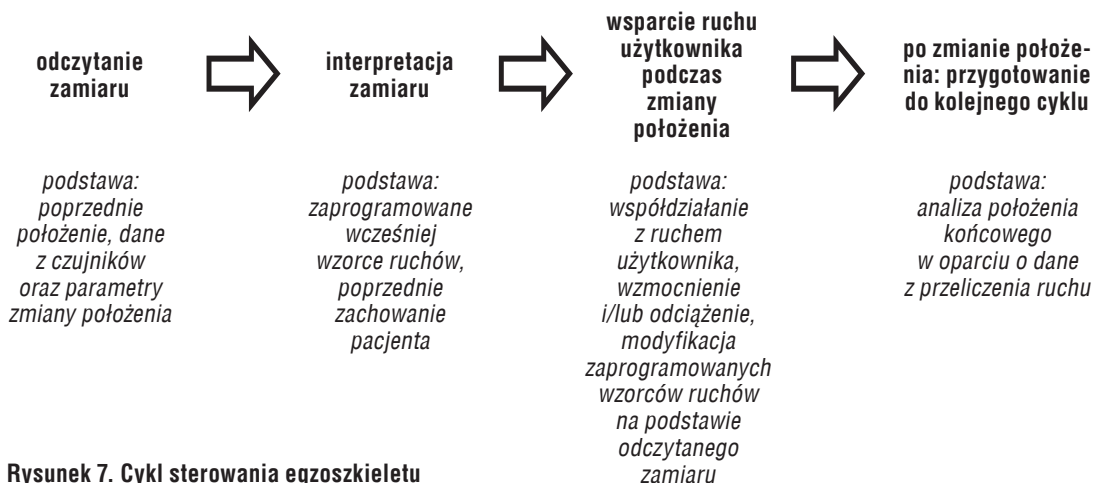 odczytanie
zamiaru
interpretacja
zamiaru
wsparcie ruchu
użytkownika
podczas
zmiany
położenia
po zmianie położe-
nia: przygotowanie
do kolejnego cyklu
podstawa:
poprzednie
położenie, dane
z czujników
oraz parametry
zmiany położenia
podstawa:
zaprogramowane
wcześniej
wzorce ruchów,
poprzednie
zachowanie
pacjenta
podstawa:
współdziałanie
z ruchem
użytkownika,
wzmocnienie
i/lub odciążenie,
modyfikacja
zaprogramowanych
wzorców ruchów
na podstawie
odczytanego
zamiaru
podstawa:
analiza położenia
końcowego
w oparciu o dane
z przeliczenia ruchu
Rysunek 7. Cykl sterowania egzoszkieletu